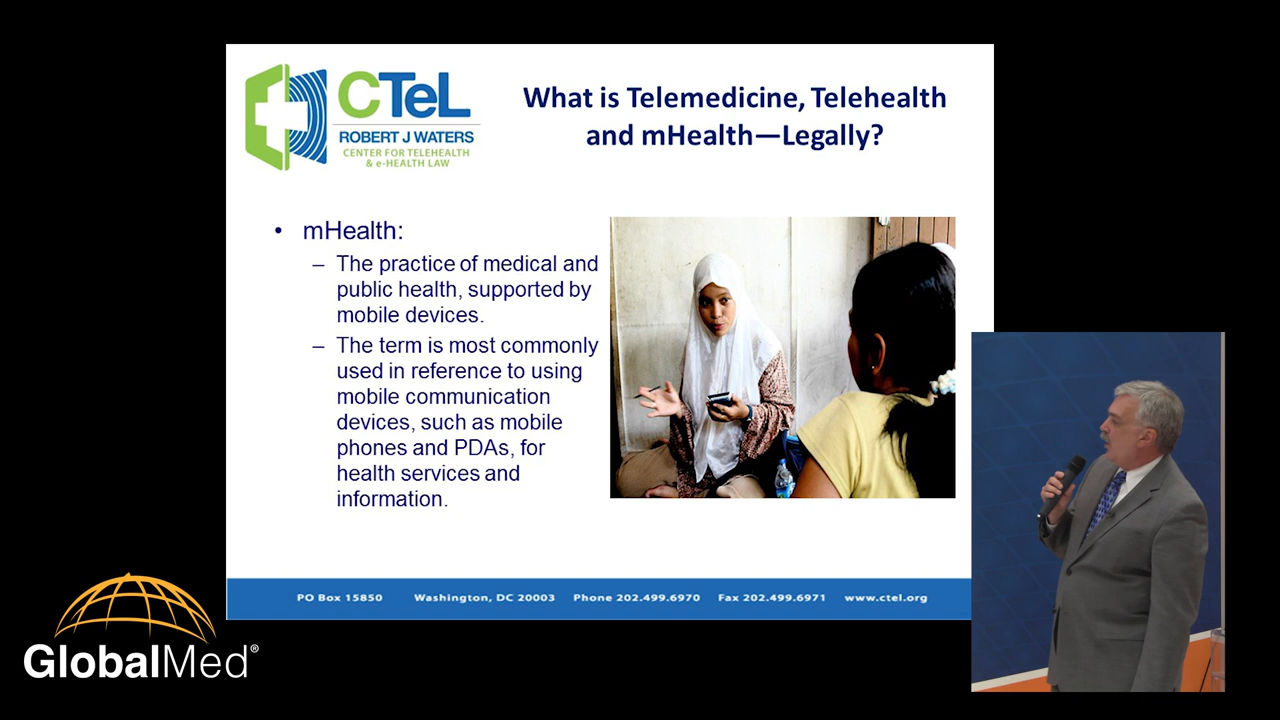 CTeL
ROBERT J WATERS
CENTER FOR TELEHEALTH
& e-HEALTH LAW
What is Telemedicine, Telehealth
and mHealth—Legally?
• mHealth:
– The practice of medical and
public health, supported by
mobile devices.
– The term is most commonly
used in reference to using
mobile communication
devices, such as mobile
phones and PDAs, for
health services and
information.
PO Box 15850 Washington, DC 20003 Phone 202.499.6970 Fax 202.499.6971 www.ctel.org
GlobalMed®